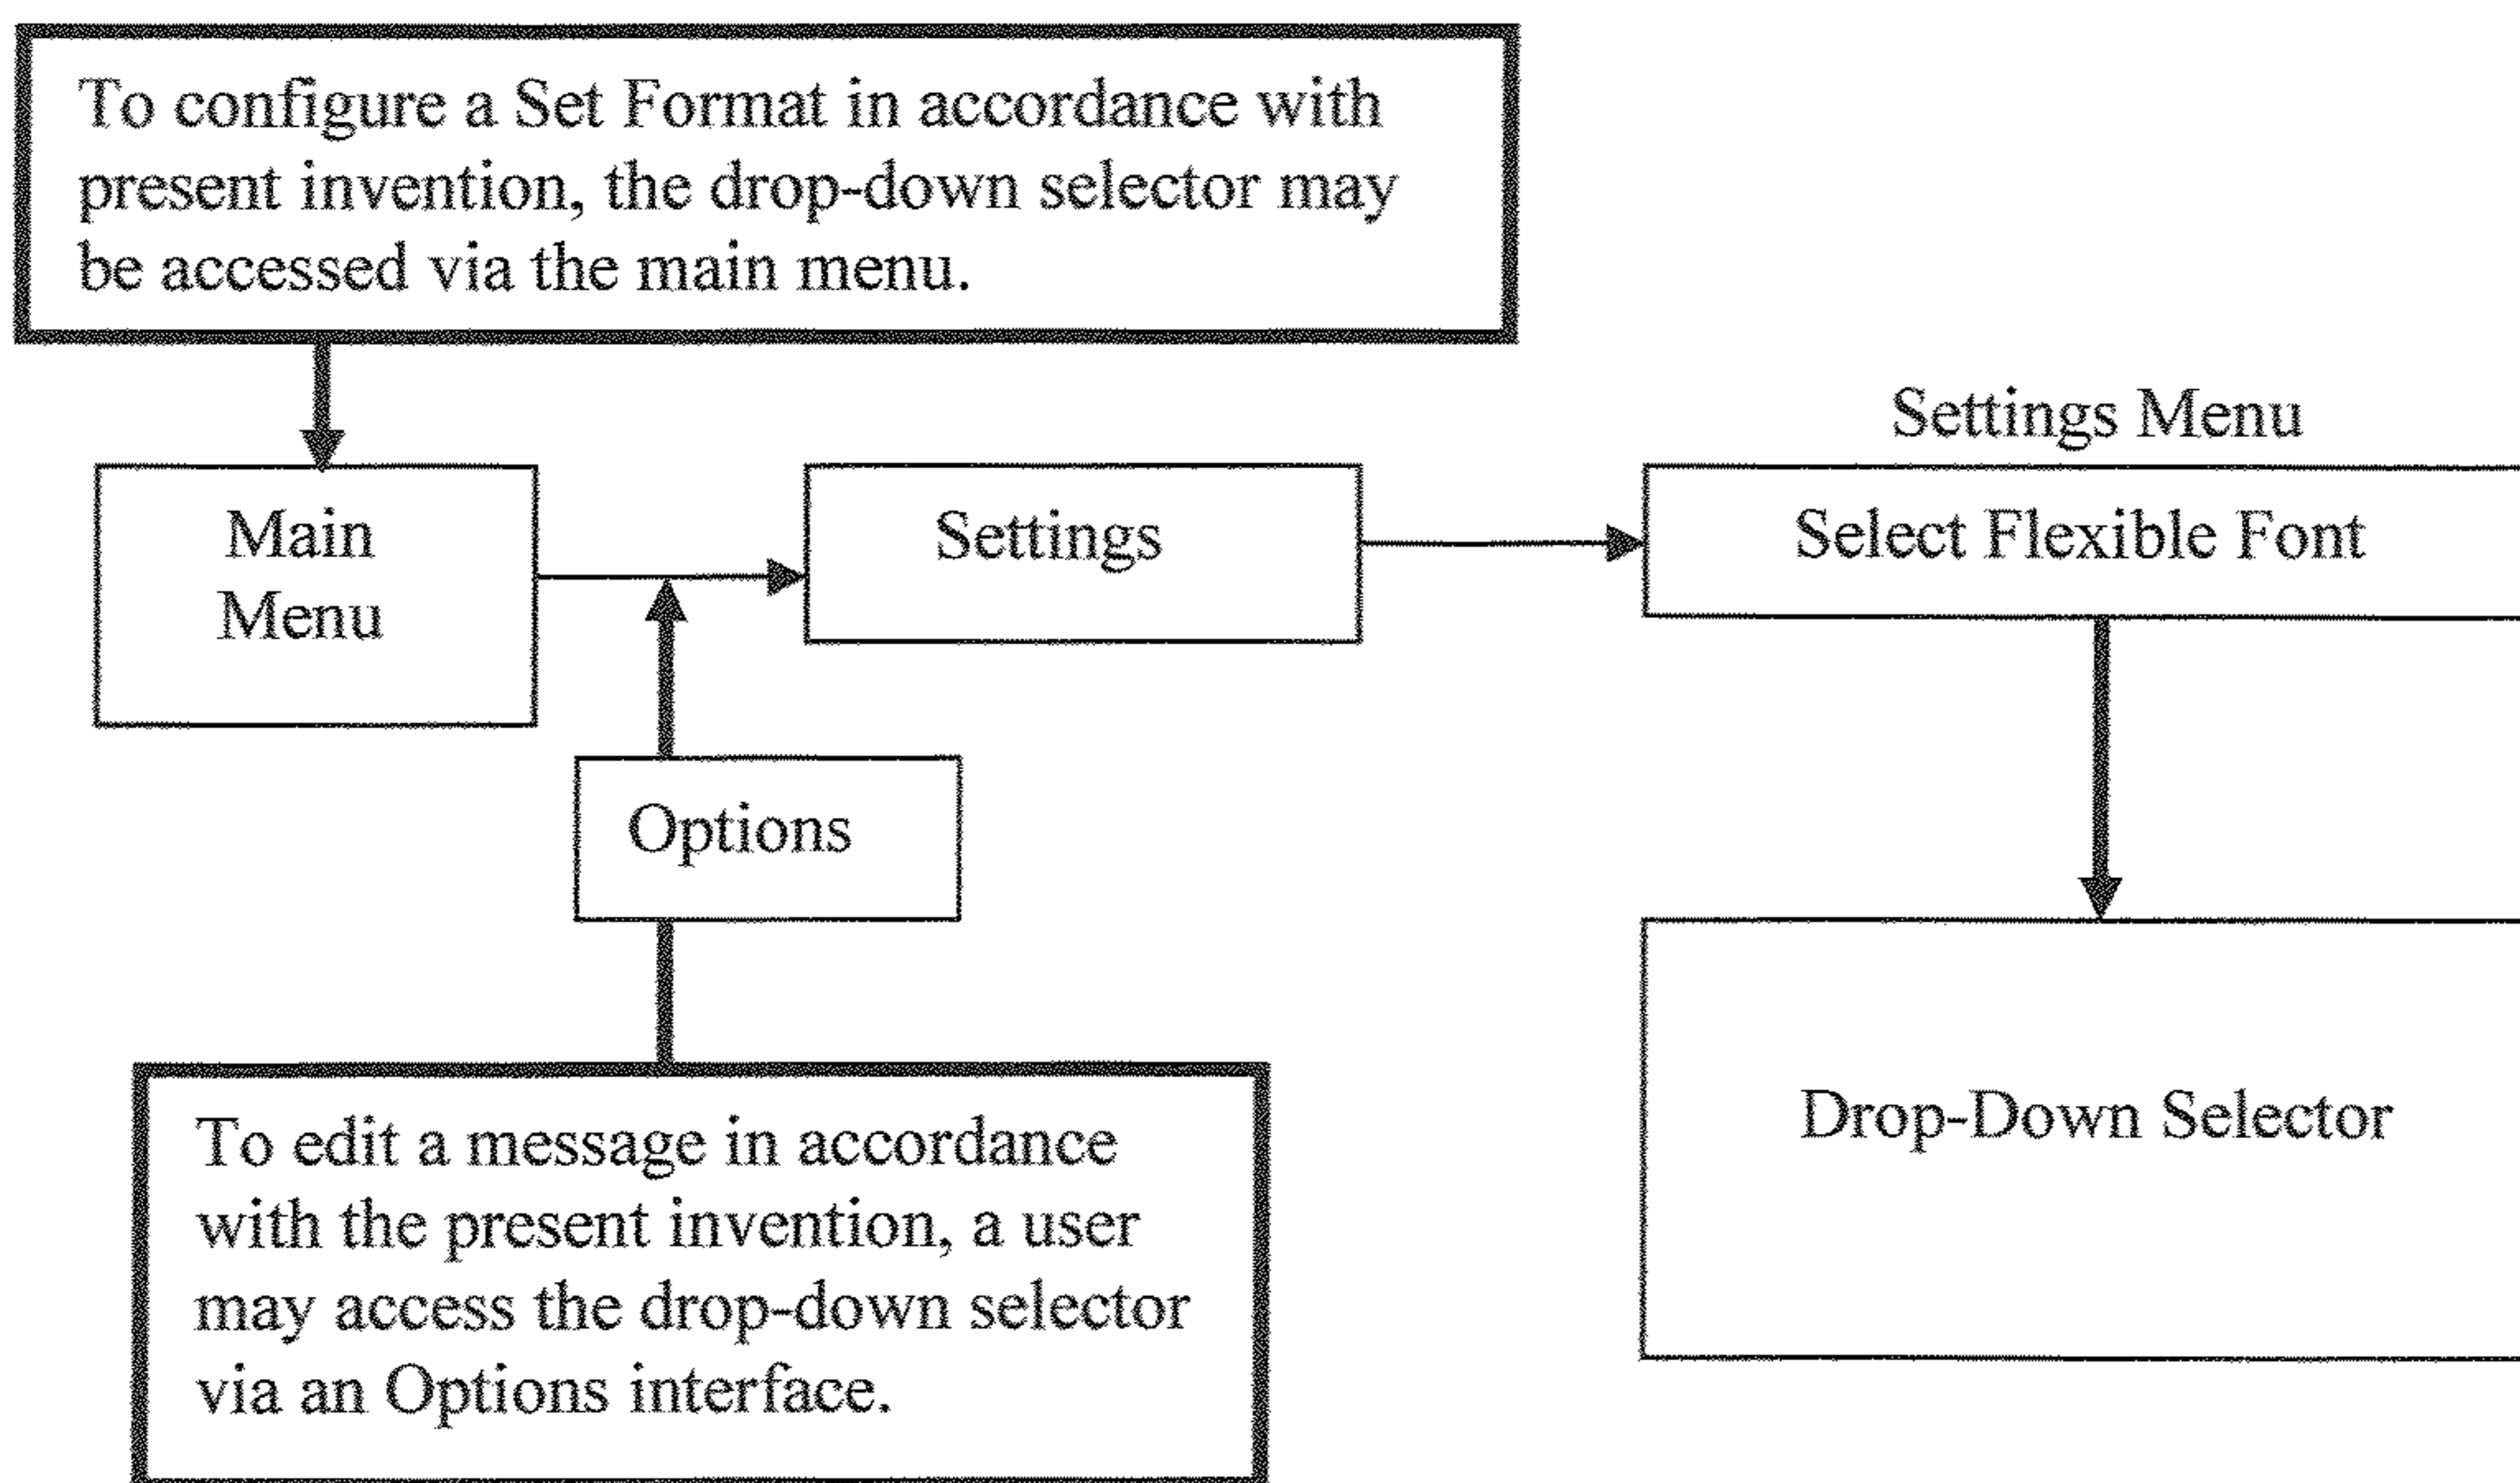 To configure a Set Format in accordance with
present invention, the drop-down selector may
be accessed via the main menu.
Settings Menu
Main
Menu
Settings
Select Flexible Font
Options
Drop-Down Selector
To edit a message in accordance
with the present invention, a user
may access the drop-down selector
via an Options interface.